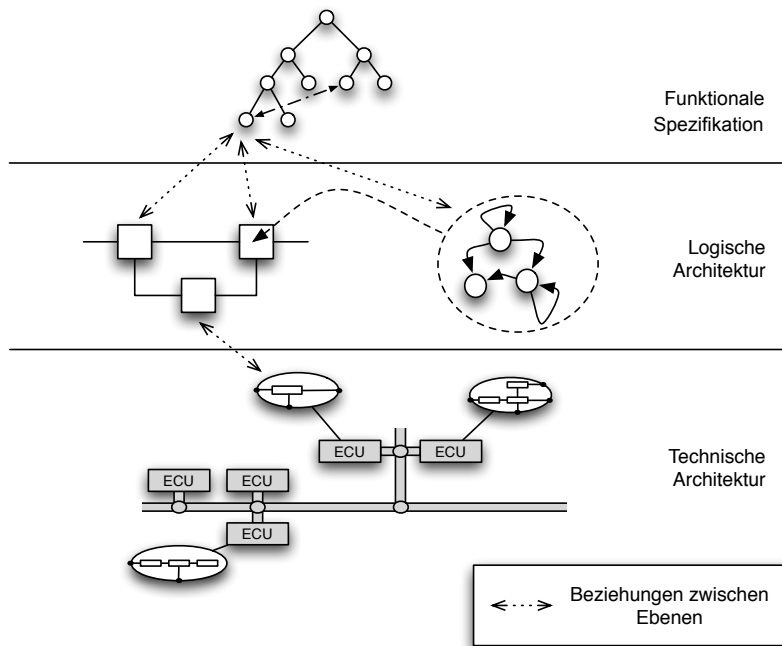 Funktionale
Spezifikation
Logische
Architektur
Technische
Architektur
ECU
ECU
ECU
ECU
ECU
Beziehungen zwischen
Ebenen